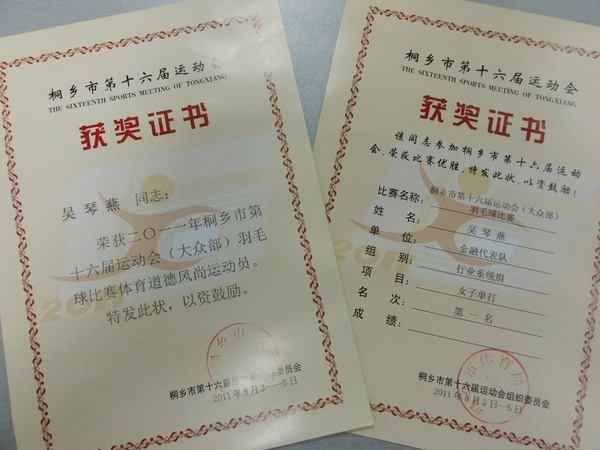 桐乡市第十六届运动会
THE SIXTEENTH SPORTS MEETING OF TONGXIANG
获奖证书
吴琴燕 同志:
荣获二〇一一年桐乡市第
十六届运动会（大众部）羽毛
球比赛体育道德风尚运动员。
特发此状，以资鼓励。
桐乡市第十六届运动会组织委员会
2011年8月2—5日
桐乡市第十六届运动会
THE SIXTEENTH SPORTS MEETING OF TONGXIANG
获奖证书
该同志参加桐乡市第十六届运动
会,荣获比赛优胜,特发此状,以资鼓励!
比赛名称: 桐乡市第十六届运动会（大众部）
羽毛球比赛
姓 名: 吴琴燕
单 位: 金融代表队
组 别: 行业系统组
项 目: 女子单打
名 次: 第一名
成 绩:
桐乡市第十六届运动会组织委员会
2011年8月2日—5日